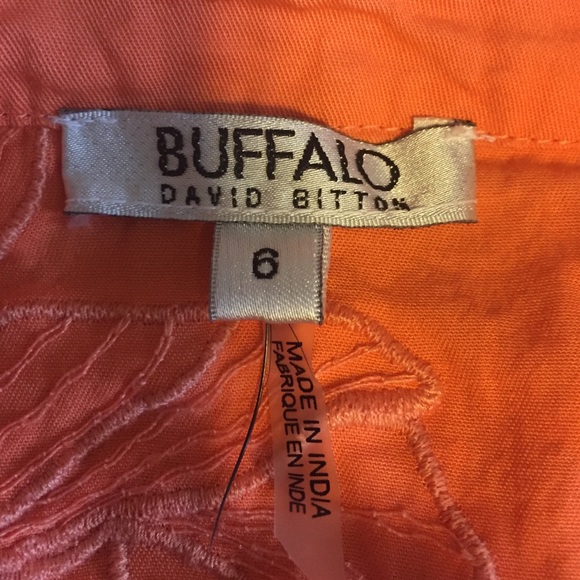 BUFFALO
DAVID BITTON
6
MADE IN INDIA
FABRIQUE EN INDE